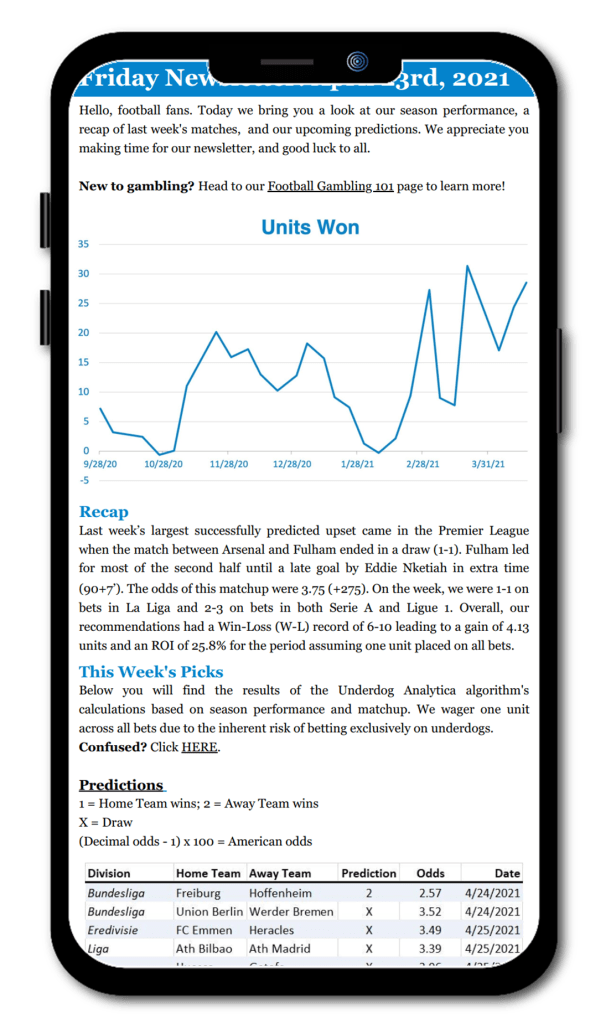 Friday 3rd, 2021
Hello, football fans. Today we bring you a look at our season performance, a
recap of last week's matches, and our upcoming predictions. We appreciate you
making time for our newsletter, and good luck to all.
New to gambling? Head to our Football Gambling 101 page to learn more!
Units Won
35
30
25
20
15
10
5
0
9/28/20 10/28/20 11/28/20 12/28/20 1/28/21 2/28/21 3/31/21
-5
Recap
Last week's largest successfully predicted upset came in the Premier League
when the match between Arsenal and Fulham ended in a draw (1-1). Fulham led
for most of the second half until a late goal by Eddie Nketiah in extra time
(90+7'). The odds of this matchup were 3.75 (+275). On the week, we were 1-1 on
bets in La Liga and 2-3 on bets in both Serie A and Ligue 1. Overall, our
recommendations had a Win-Loss (W-L) record of 6-10 leading to a gain of 4.13
units and an ROI of 25.8% for the period assuming one unit placed on all bets.
This Week's Picks
Below you will find the results of the Underdog Analytica algorithm's
calculations based on season performance and matchup. We wager one unit
across all bets due to the inherent risk of betting exclusively on underdogs.
Confused? Click HERE.
Predictions
1 = Home Team wins; 2 = Away Team wins
X = Draw
(Decimal odds - 1) x 100 = American odds
Division Home Team Away Team Prediction Odds Date
Bundesliga Freiburg Hoffenheim 2 2.57 4/24/2021
Bundesliga Union Berlin Werder Bremen X 3.52 4/24/2021
Eredivisie FC Emmen Heracles X 3.49 4/25/2021
Liga Ath Bilbao Ath Madrid X 3.39 4/25/2021